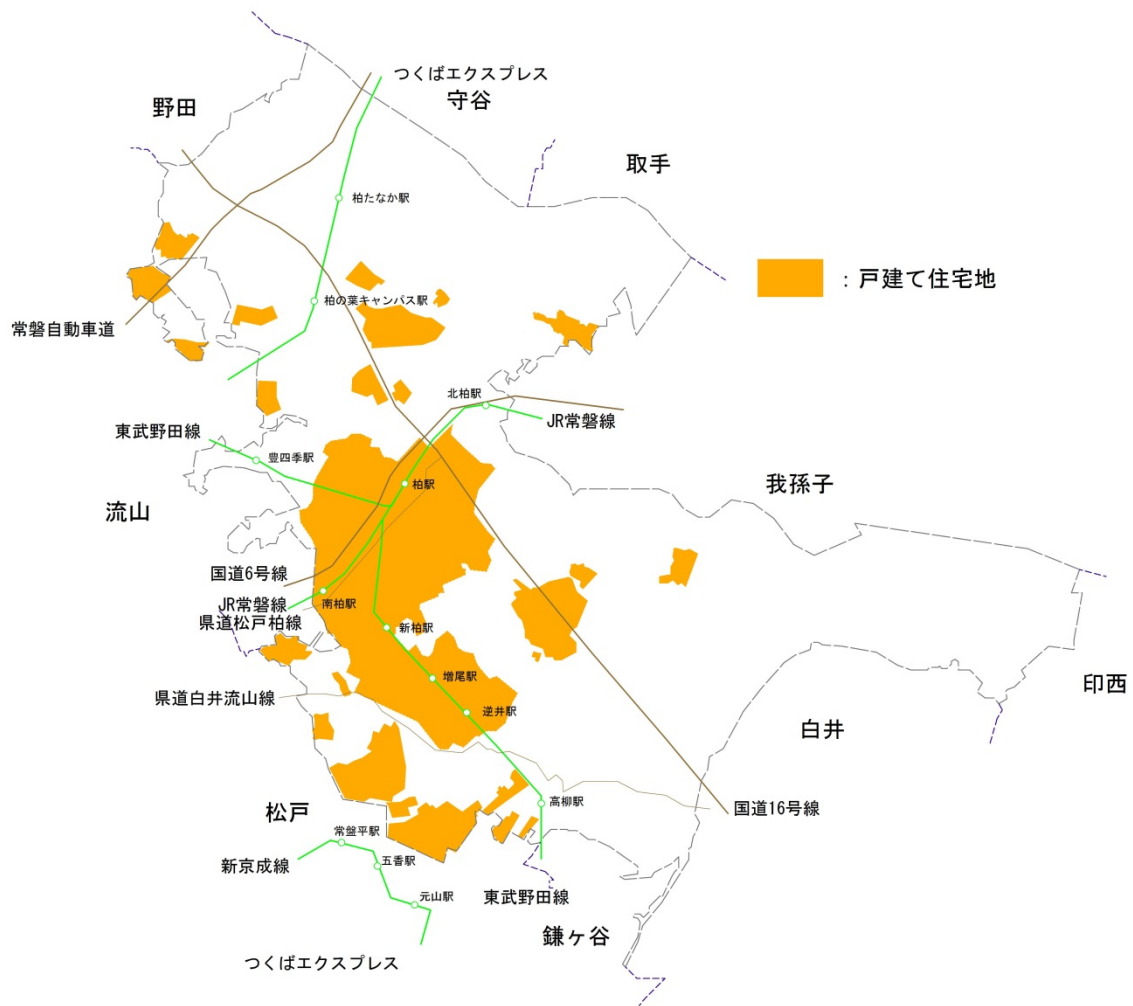 つくばエクスプレス
守谷
野田
取手
柏たなか駅
：戸建て住宅地
柏の葉キャンパス駅
常磐自動車道
北柏駅
JR常磐線
東武野田線
豊四季駅
柏駅
我孫子
流山
国道6号線
南柏駅
JR常磐線
県道松戸柏線
新柏駅
増尾駅
印西
県道白井流山線
逆井駅
白井
高柳駅
国道16号線
松戸
常盤平駅
新京成線
五香駅
元山駅
東武野田線
鎌ヶ谷
つくばエクスプレス